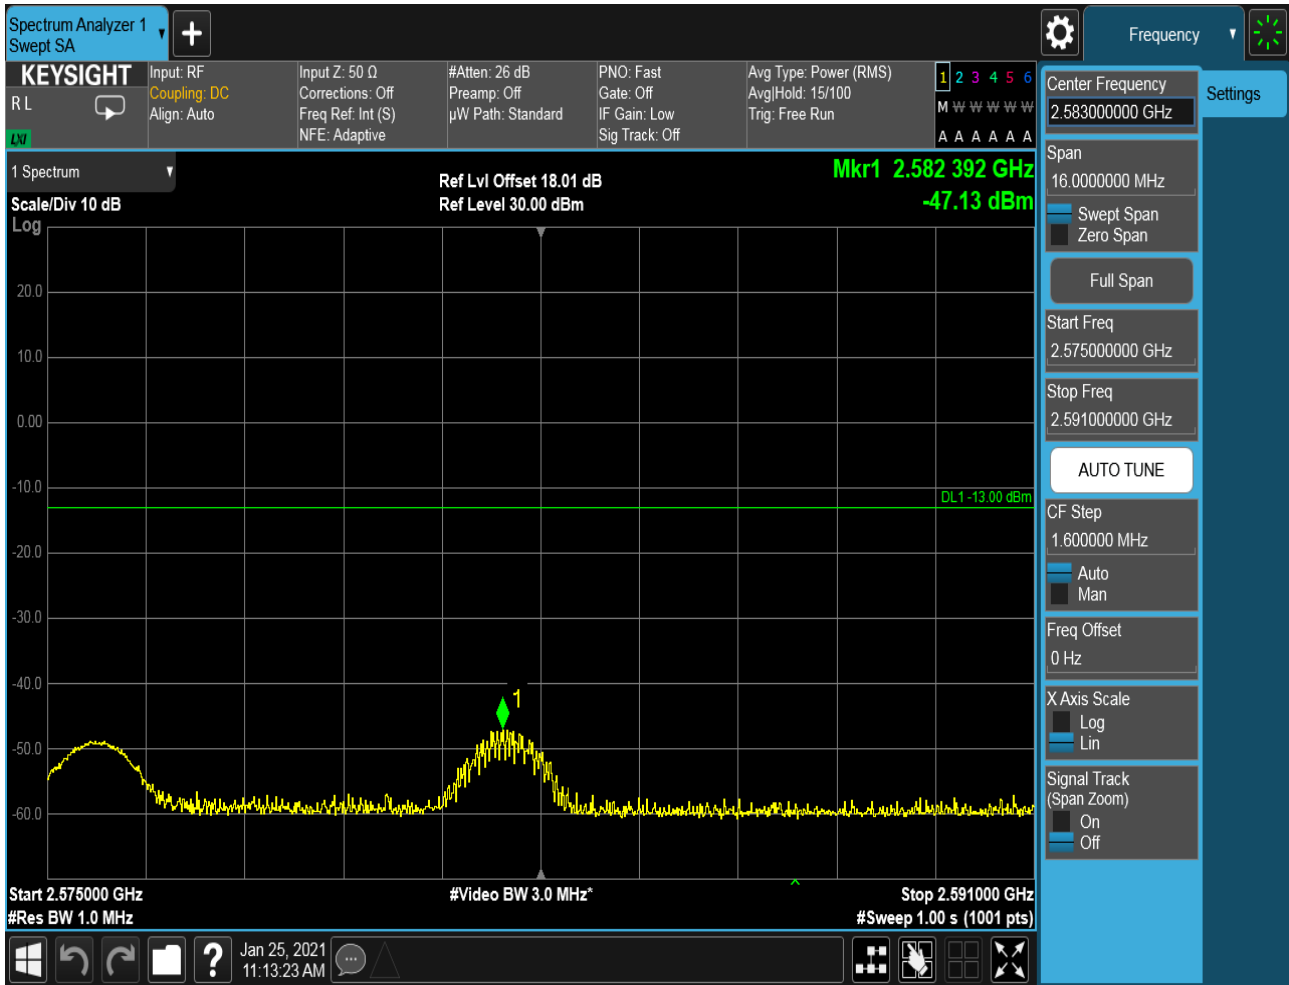 Spectrum Analyzer 1
Swept SA
Frequency
KEYSIGHT
R L
LXI
Input: RF
Coupling: DC
Align: Auto
Input Z: 50 Ω
Corrections: Off
Freq Ref: Int (S)
NFE: Adaptive
#Atten: 26 dB
Preamp: Off
µW Path: Standard
PNO: Fast
Gate: Off
IF Gain: Low
Sig Track: Off
Avg Type: Power (RMS)
Avg|Hold: 15/100
Trig: Free Run
1 2 3 4 5 6
M W W W W W
A A A A A A
Center Frequency
2.583000000 GHz
Settings
Span
16.0000000 MHz
Swept Span
Zero Span
Full Span
Start Freq
2.575000000 GHz
Stop Freq
2.591000000 GHz
AUTO TUNE
CF Step
1.600000 MHz
Auto
Man
Freq Offset
0 Hz
X Axis Scale
Log
Lin
Signal Track
(Span Zoom)
On
Off
1 Spectrum
Scale/Div 10 dB
Log
Ref Lvl Offset 18.01 dB
Ref Level 30.00 dBm
Mkr1 2.582 392 GHz
-47.13 dBm
20.0
10.0
0.00
-10.0
DL1 -13.00 dBm
-20.0
-30.0
-40.0
1
-50.0
-60.0
Start 2.575000 GHz
#Video BW 3.0 MHz*
Stop 2.591000 GHz
#Res BW 1.0 MHz
#Sweep 1.00 s (1001 pts)
?
Jan 25, 2021
11:13:23 AM